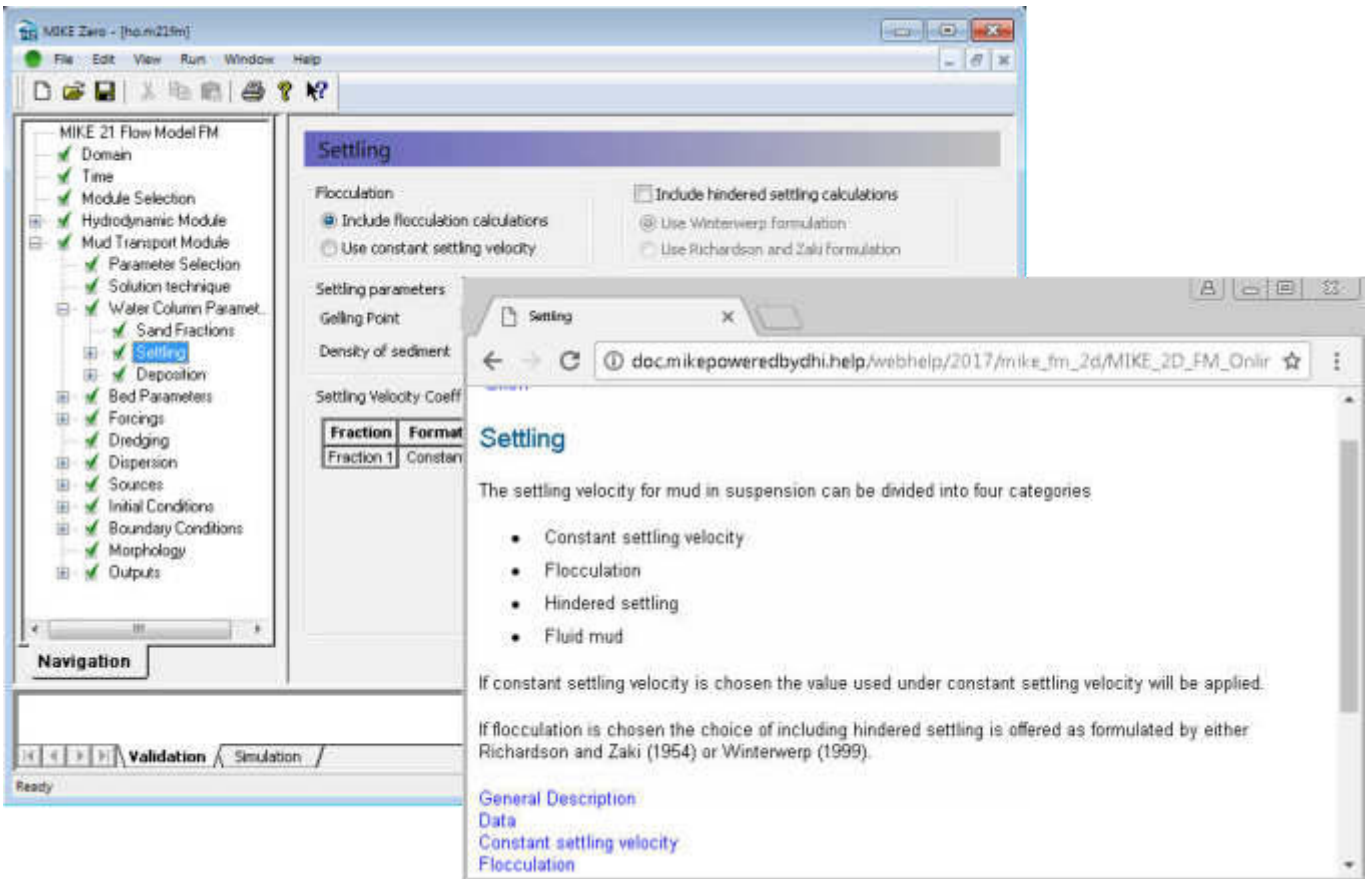 MIKE Zero - [ho.m21fm]
File Edit View Run Window Help
MIKE 21 Flow Model FM
Domain
Time
Module Selection
Hydrodynamic Module
Mud Transport Module
Parameter Selection
Solution technique
Water Column Paramet..
Sand Fractions
Settling
Deposition
Bed Parameters
Forcings
Dredging
Dispersion
Sources
Initial Conditions
Boundary Conditions
Morphology
Outputs
Navigation
Settling
Flocculation
Include flocculation calculations
Use constant settling velocity
Include hindered settling calculations
Use Winterwerp formulation
Use Richardson and Zaki formulation
Settling parameters
Gelling Point
Density of sediment
Settling Velocity Coeff
Fraction Format
Fraction 1 Constan
Validation Simulation
Ready
Settling
doc.mikepoweredbydhi.help/webhelp/2017/mike_fm_2d/MIKE_2D_FM_Onlin
Settling
The settling velocity for mud in suspension can be divided into four categories
• Constant settling velocity
• Flocculation
• Hindered settling
• Fluid mud
If constant settling velocity is chosen the value used under constant settling velocity will be applied.
If flocculation is chosen the choice of including hindered settling is offered as formulated by either
Richardson and Zaki (1954) or Winterwerp (1999).
General Description
Data
Constant settling velocity
Flocculation